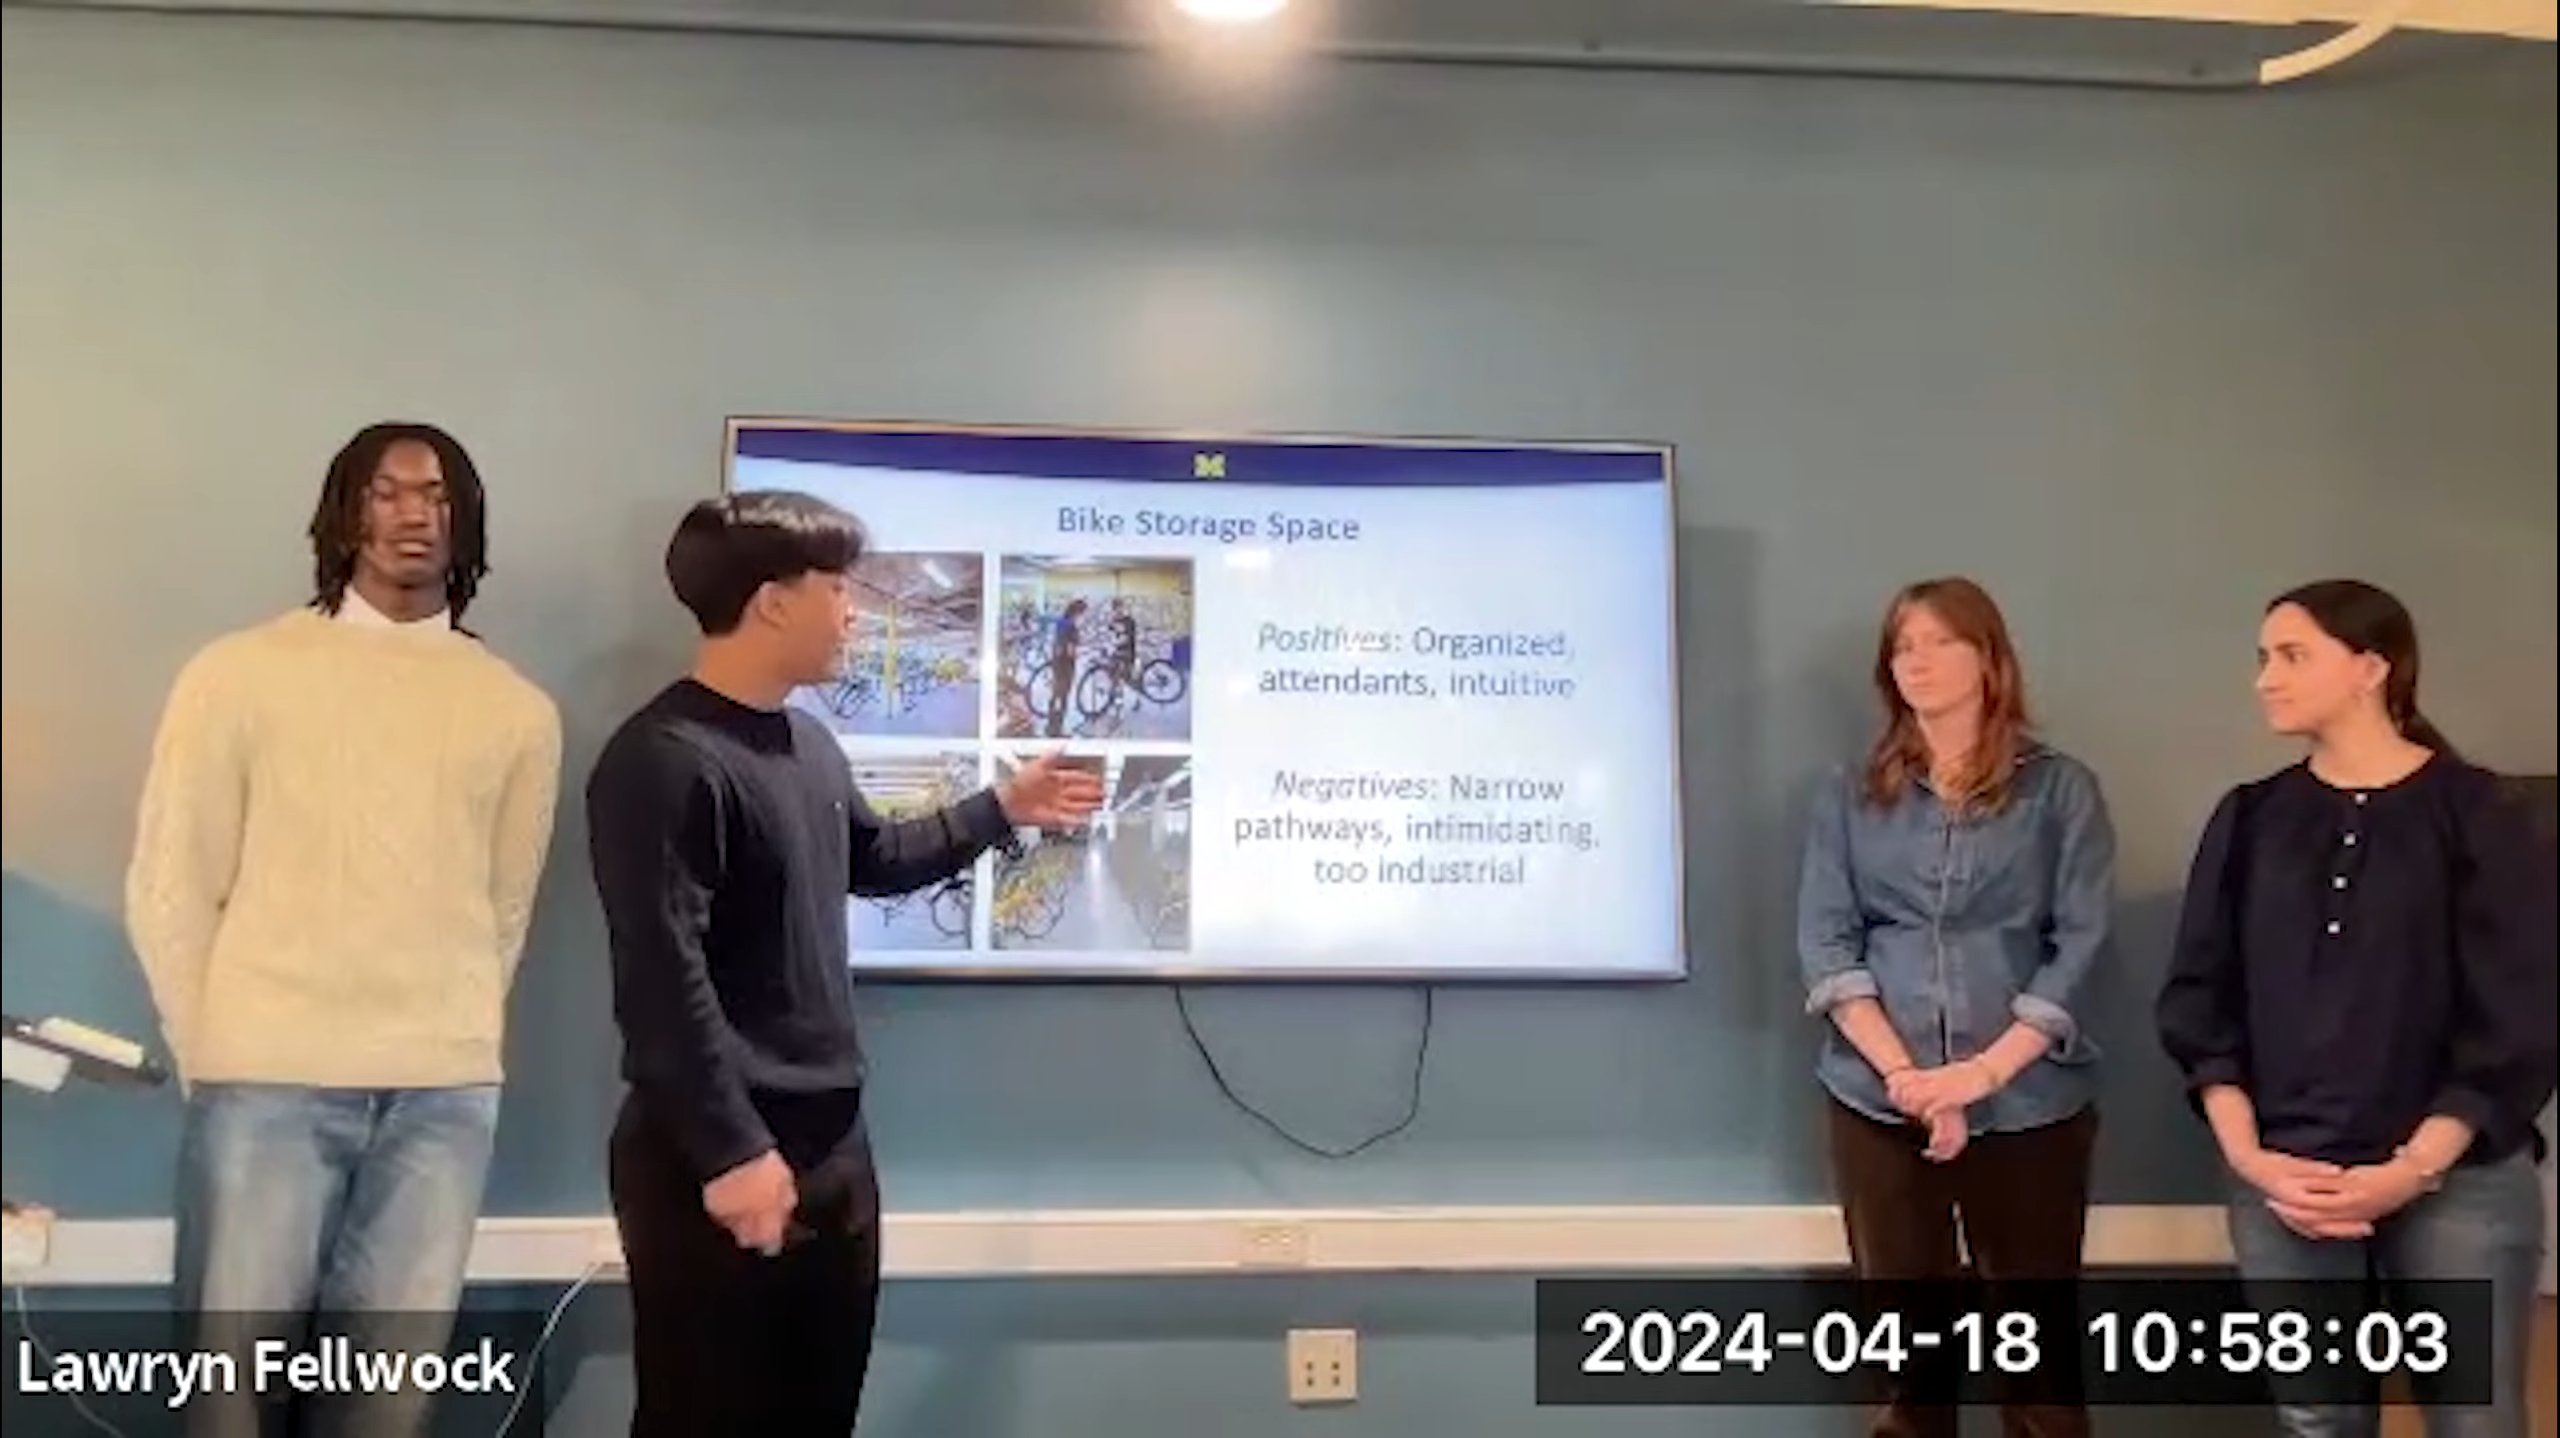 M
Bike Storage Space
Positives: Organized,
attendants, intuitive
Negatives: Narrow
pathways, intimidating,
too industrial
Lawryn Fellwock
2024-04-18 10:58:03